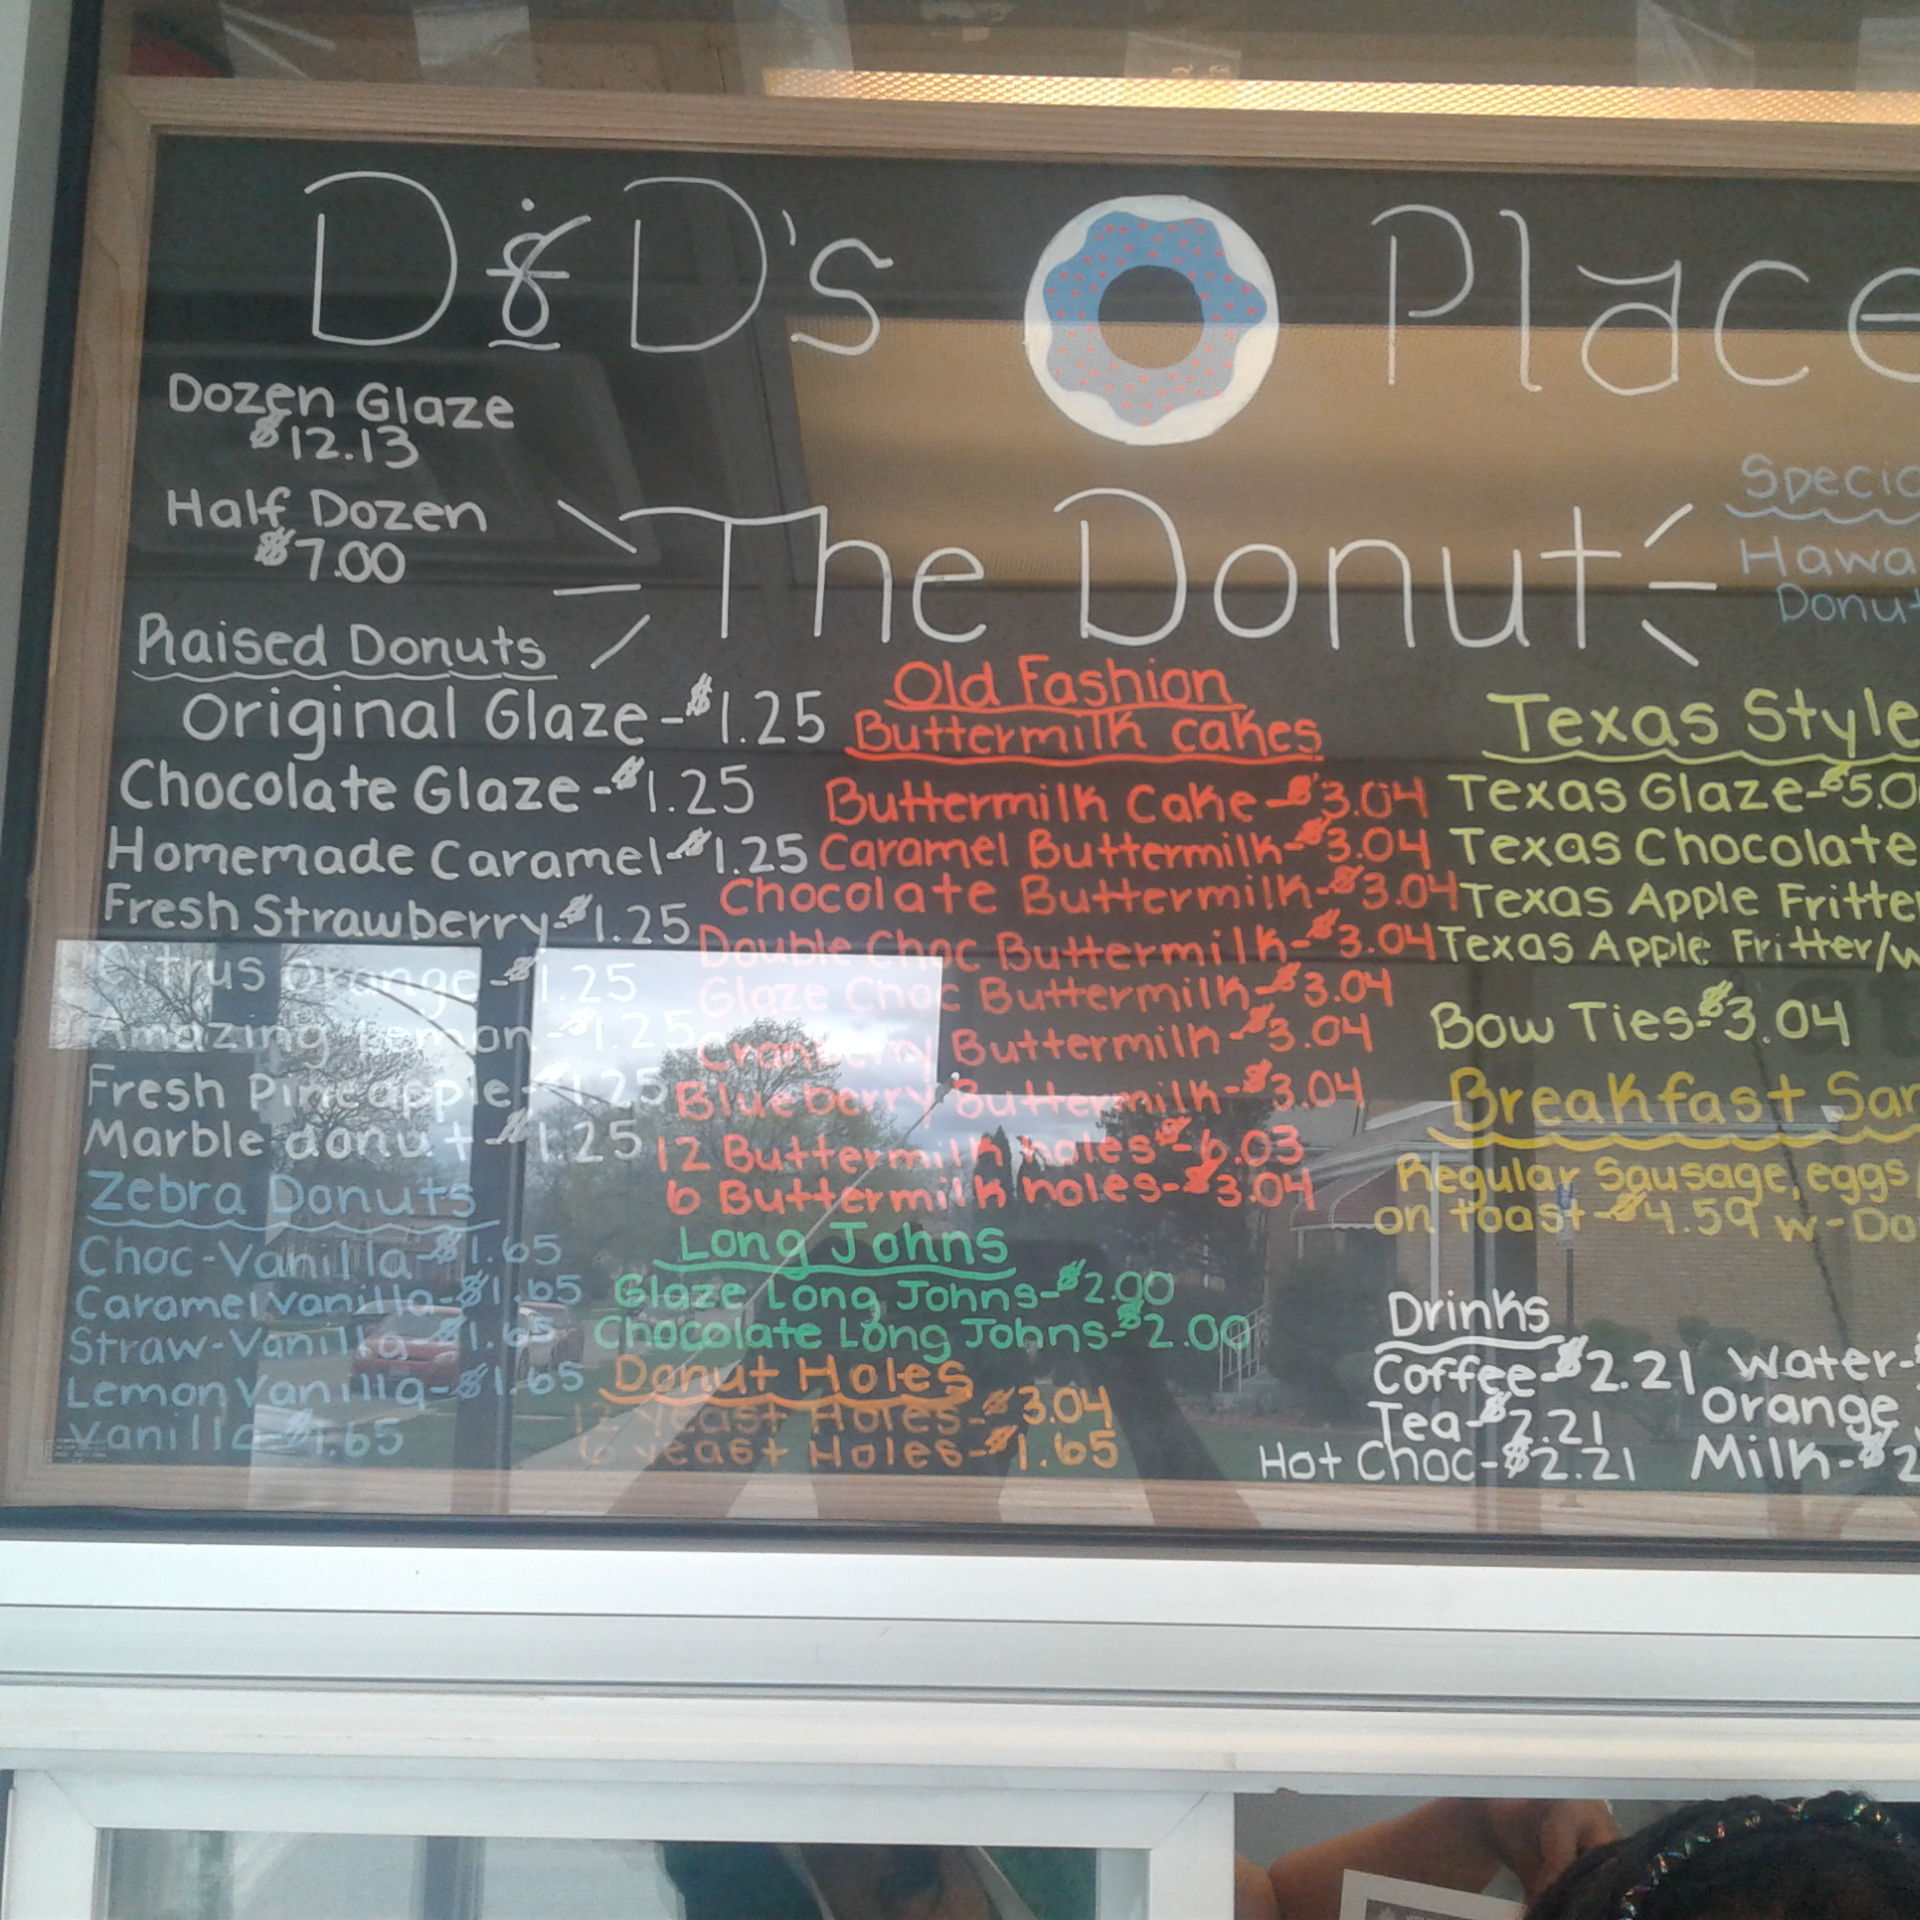 D&D's Place
Dozen Glaze
$12.13
Half Dozen
$7.00
The Donut
Raised Donuts
Original Glaze - $1.25
Chocolate Glaze - $1.25
Homemade Caramel - $1.25
Fresh Strawberry - $1.25
Citrus Orange - $1.25
Amazing Lemon - $1.25
Fresh Pineapple - $1.25
Marble donut - $1.25
Zebra Donuts
Choc-Vanilla - $1.65
Caramel Vanilla - $1.65
Straw-Vanilla - $1.65
Lemon Vanilla - $1.65
Vanilla - $1.65
Old Fashion
Buttermilk cakes
Buttermilk Cake - $3.04
Caramel Buttermilk - $3.04
Chocolate Buttermilk - $3.04
Double Choc Buttermilk - $3.04
Glaze Choc Buttermilk - $3.04
Cranberry Buttermilk - $3.04
Blueberry Buttermilk - $3.04
12 Buttermilk holes - $6.03
6 Buttermilk holes - $3.04
Long Johns
Glaze Long Johns - $2.00
Chocolate Long Johns - $2.00
Donut Holes
12 yeast Holes - $3.04
6 yeast Holes - $1.65
Donut
Texas Style
Texas Glaze - $5.0
Texas Chocolate
Texas Apple Fritter
Texas Apple Fritter/w
Bow Ties - $3.04
Breakfast
Regular Sausage, eggs
on toast - $4.59 w-
Drinks
Coffee - $2.21
Tea - $2.21
Hot Choc - $2.21
Water -
Orange
Milk - $2